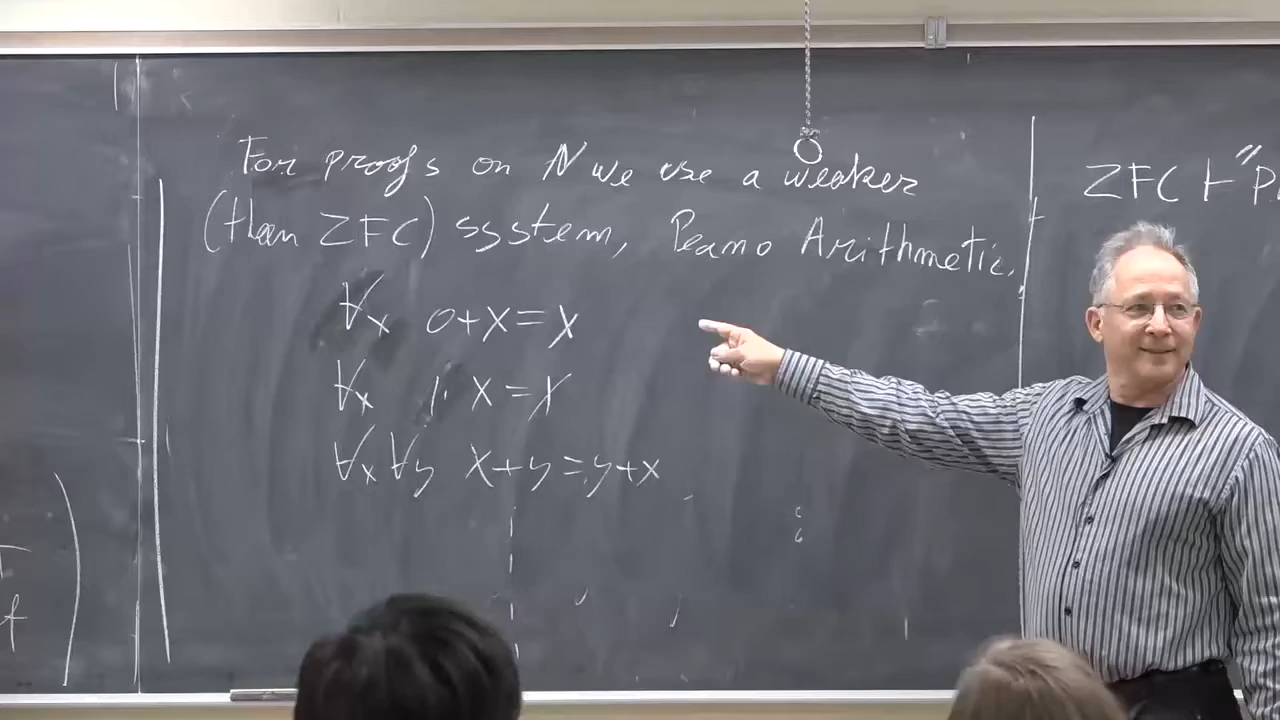 For proofs on N we use a weaker
(than ZFC) system, Peano Arithmetic.
∀x 0+x=x
∀x 1·x=x
∀x∀y x+y=y+x
ZFC ⊢ "P